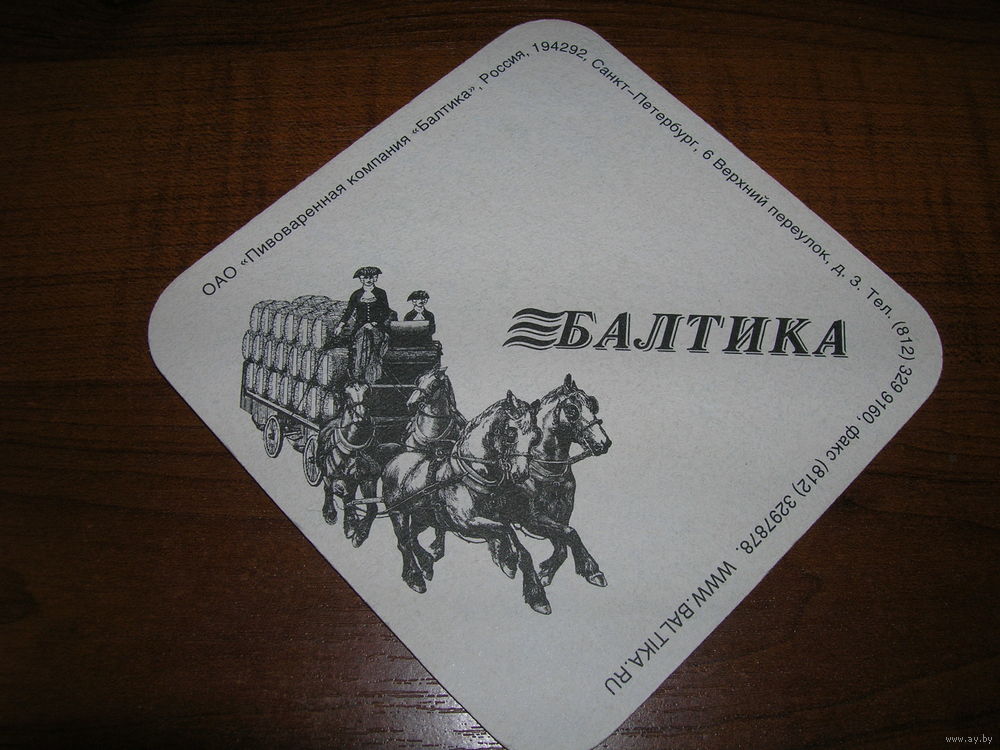 ОАО «Пивоваренная компания «Балтика», Россия, 194292, Санкт–Петербург, 6 Верхний переулок, д. 3. Тел. (812) 329 9160, факс (812) 3297878. WWW.BALTIKA.RU
БАЛТИКА
www.ay.by